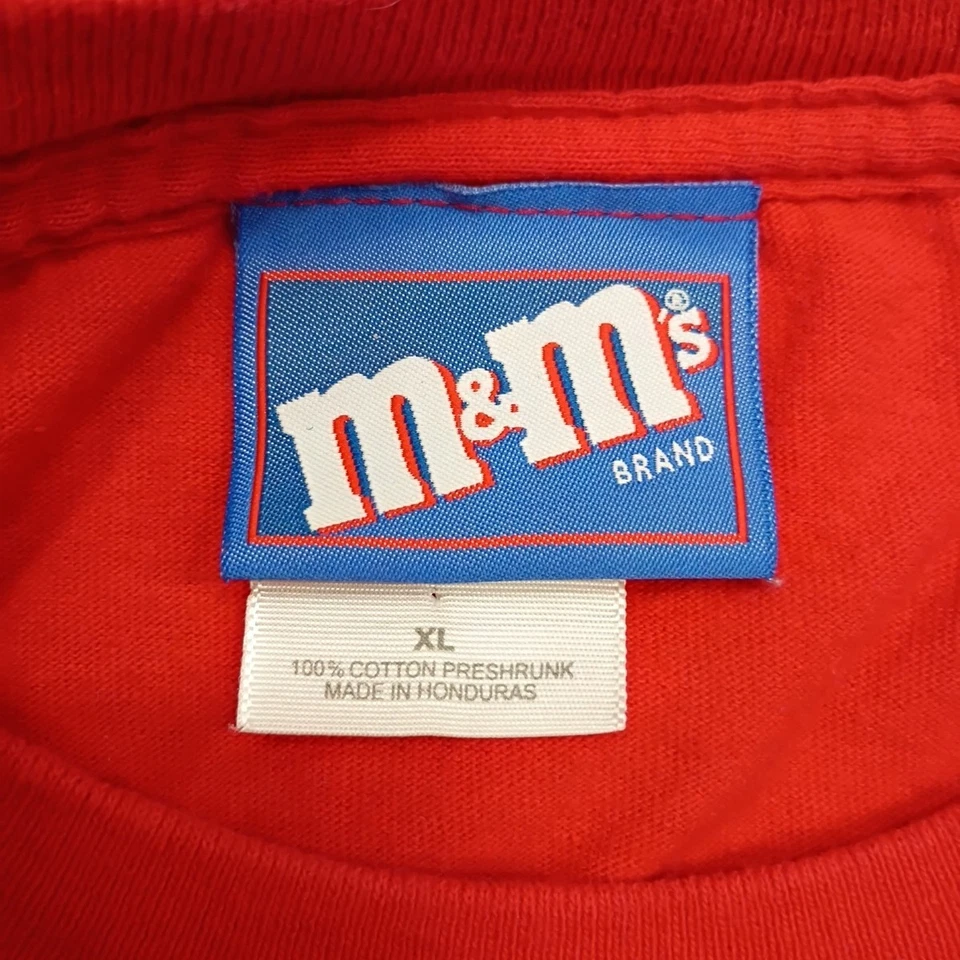 m&m's®
BRAND
XL
100% COTTON PRESHRUNK
MADE IN HONDURAS